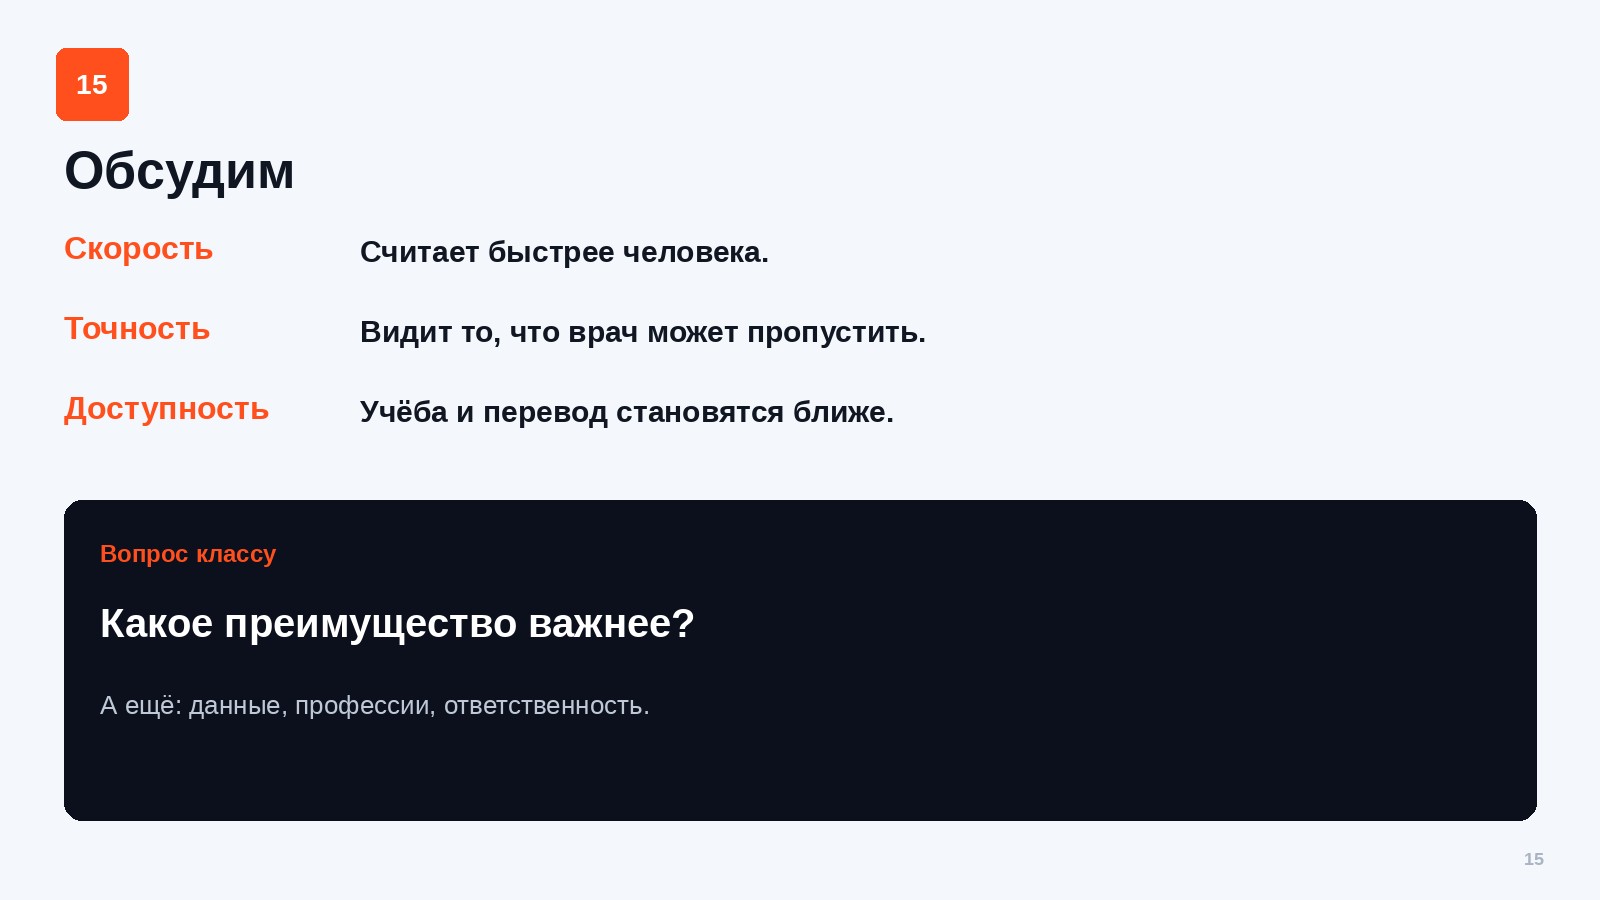 15
Обсудим
Скорость
Считает быстрее человека.
Точность
Видит то, что врач может пропустить.
Доступность
Учёба и перевод становятся ближе.
Вопрос классу
Какое преимущество важнее?
А ещё: данные, профессии, ответственность.
15